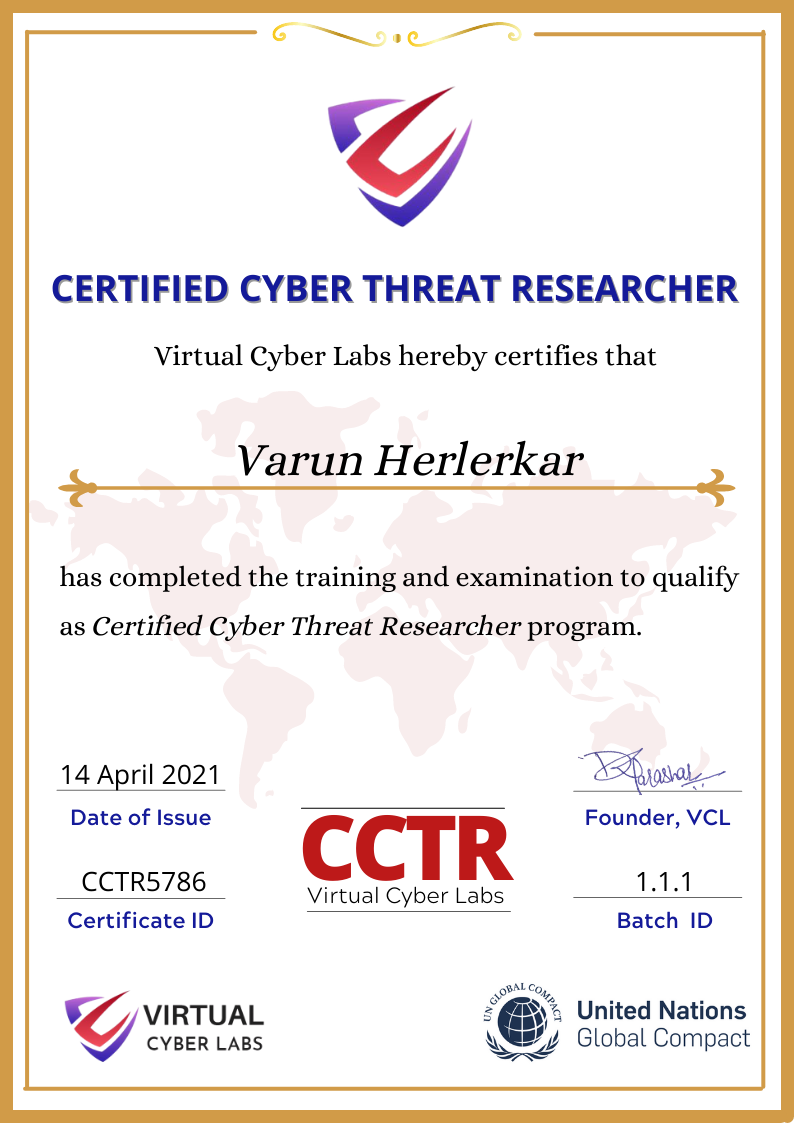 CERTIFIED CYBER THREAT RESEARCHER
Virtual Cyber Labs hereby certifies that
Varun Herlerkar
has completed the training and examination to qualify
as Certified Cyber Threat Researcher program.
14 April 2021
Date of Issue
Parashar
Founder, VCL
CCTR
Virtual Cyber Labs
CCTR5786
Certificate ID
1.1.1
Batch ID
VIRTUAL
CYBER LABS
UN GLOBAL COMPACT
United Nations
Global Compact